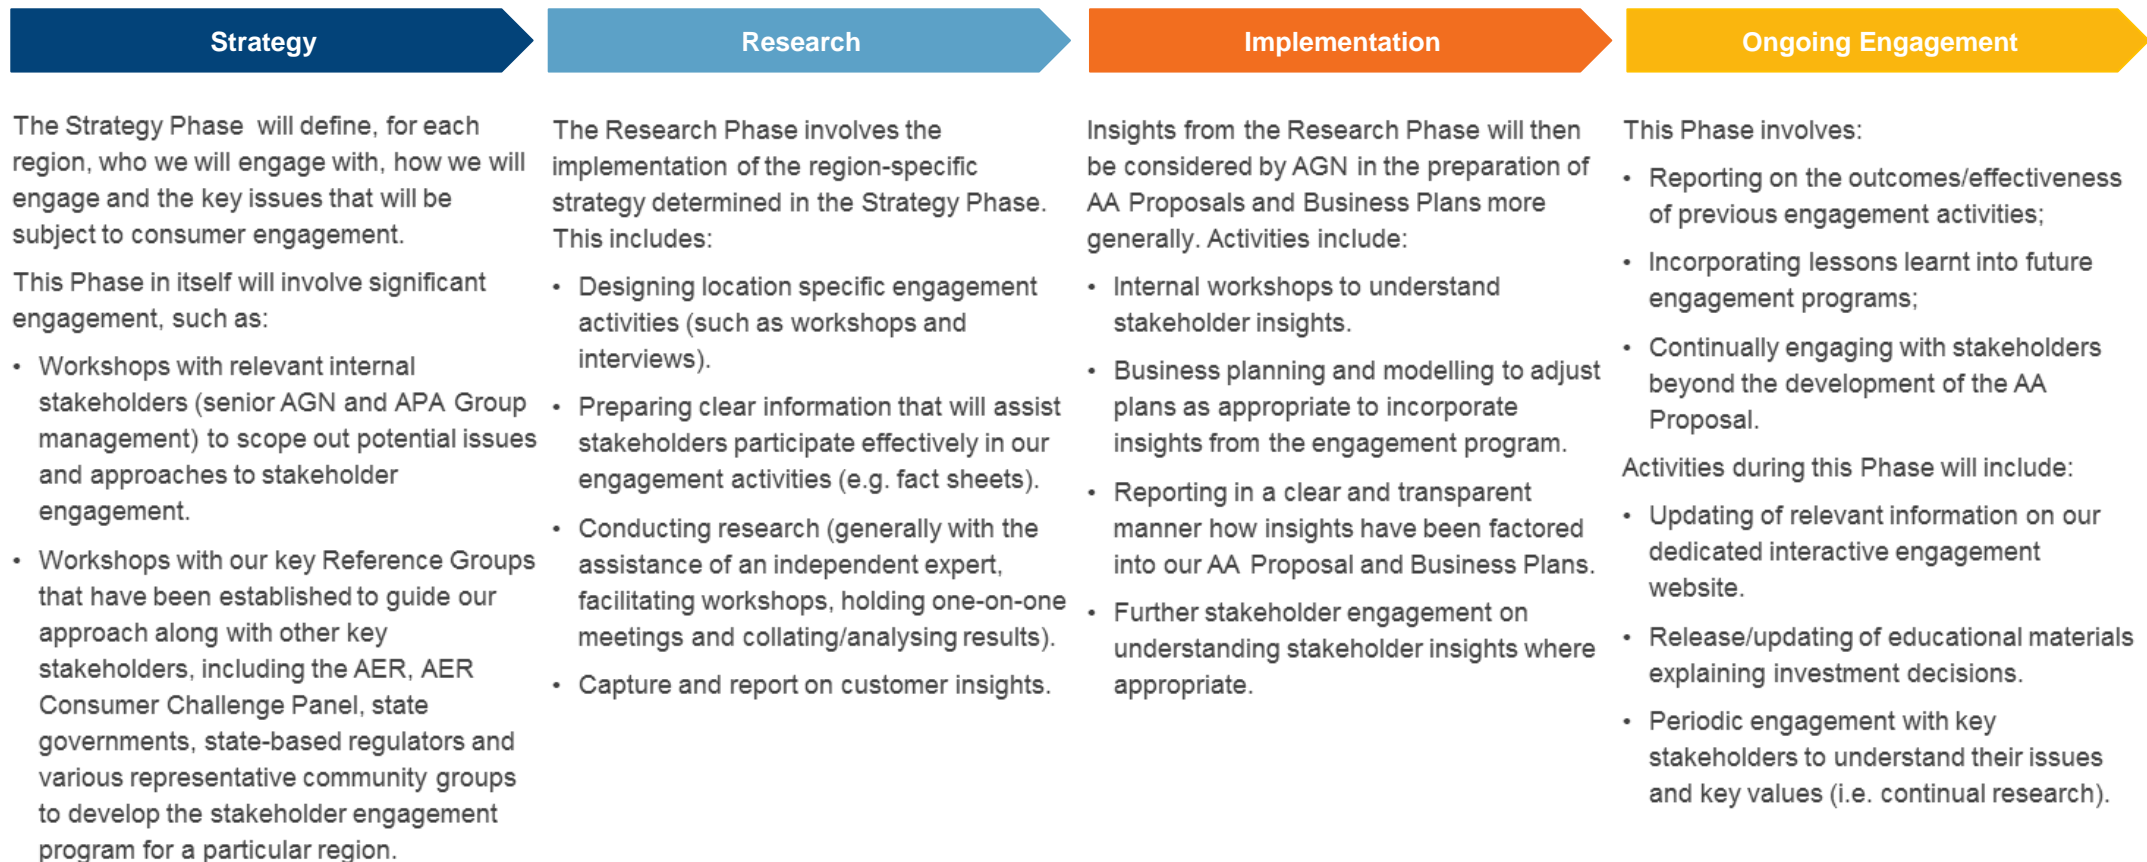 Strategy
The Strategy Phase will define, for each
region, who we will engage with, how we will
engage and the key issues that will be
subject to consumer engagement.
This Phase in itself will involve significant
engagement, such as:
• Workshops with relevant internal
stakeholders (senior AGN and APA Group
management) to scope out potential issues
and approaches to stakeholder
engagement.
• Workshops with our key Reference Groups
that have been established to guide our
approach along with other key
stakeholders, including the AER, AER
Consumer Challenge Panel, state
governments, state-based regulators and
various representative community groups
to develop the stakeholder engagement
program for a particular region.
Research
The Research Phase involves the
implementation of the region-specific
strategy determined in the Strategy Phase.
This includes:
• Designing location specific engagement
activities (such as workshops and
interviews).
• Preparing clear information that will assist
stakeholders participate effectively in our
engagement activities (e.g. fact sheets).
• Conducting research (generally with the
assistance of an independent expert,
facilitating workshops, holding one-on-one
meetings and collating/analysing results).
• Capture and report on customer insights.
Implementation
Insights from the Research Phase will then
be considered by AGN in the preparation of
AA Proposals and Business Plans more
generally. Activities include:
• Internal workshops to understand
stakeholder insights.
• Business planning and modelling to adjust
plans as appropriate to incorporate
insights from the engagement program.
• Reporting in a clear and transparent
manner how insights have been factored
into our AA Proposal and Business Plans.
• Further stakeholder engagement on
understanding stakeholder insights where
appropriate.
Ongoing Engagement
This Phase involves:
• Reporting on the outcomes/effectiveness
of previous engagement activities;
• Incorporating lessons learnt into future
engagement programs;
• Continually engaging with stakeholders
beyond the development of the AA
Proposal.
Activities during this Phase will include:
• Updating of relevant information on our
dedicated interactive engagement
website.
• Release/updating of educational materials
explaining investment decisions.
• Periodic engagement with key
stakeholders to understand their issues
and key values (i.e. continual research).